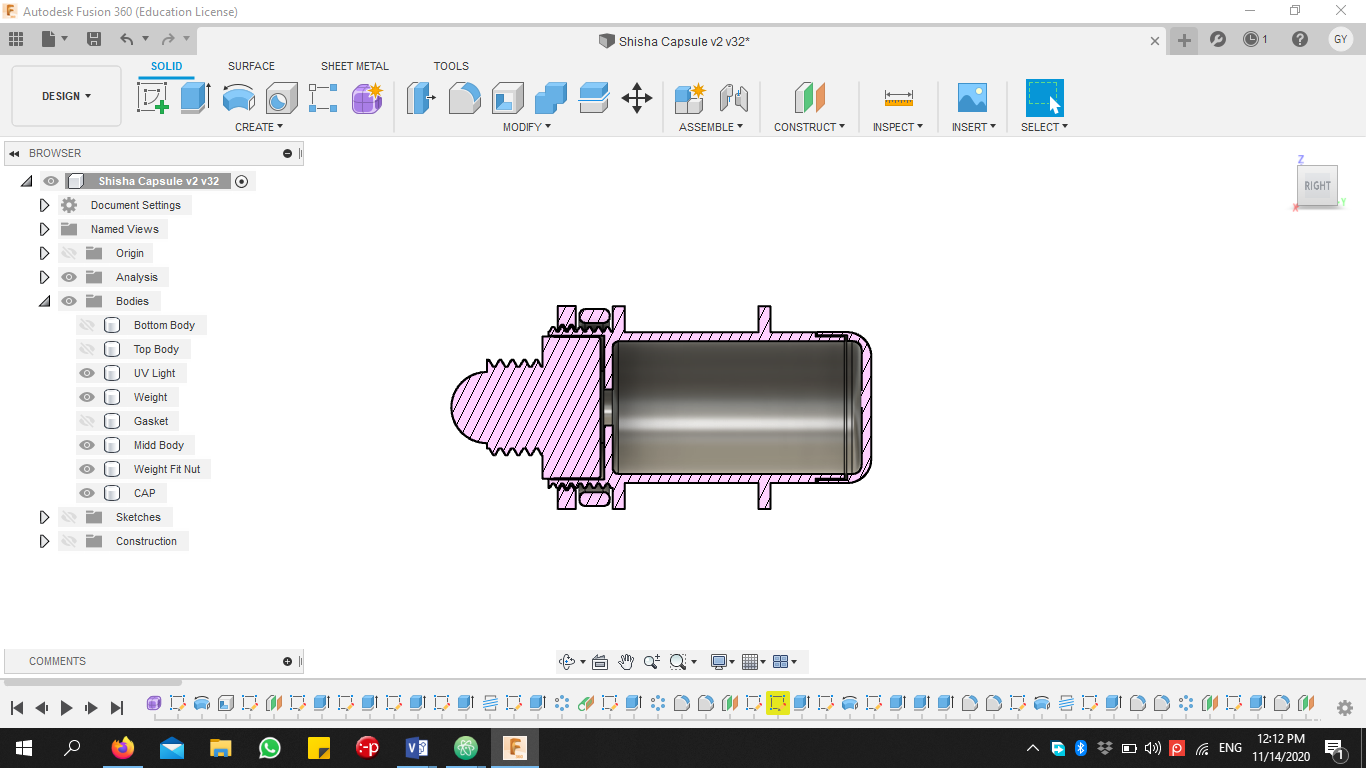 Autodesk Fusion 360 (Education License)
Shisha Capsule v2 v32*
1
GY
SOLID SURFACE SHEET METAL TOOLS
DESIGN
CREATE MODIFY ASSEMBLE CONSTRUCT INSPECT INSERT SELECT
BROWSER
Shisha Capsule v2 v32
Document Settings
Named Views
Origin
Analysis
Bodies
Bottom Body
Top Body
UV Light
Weight
Gasket
Midd Body
Weight Fit Nut
CAP
Sketches
Construction
Z
RIGHT
X
Y
COMMENTS
12:12 PM
ENG
11/14/2020
1